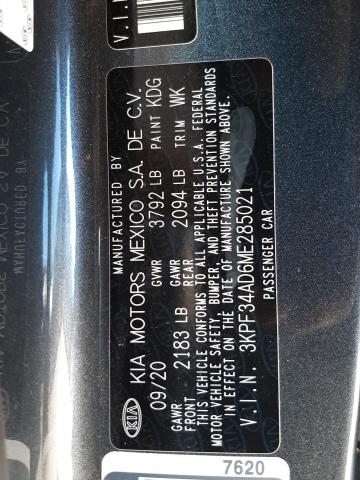 MANUFACTURED BY
KIA KIA MOTORS MEXICO S.A. DE C.V.
09/20 GVWR 3792 LB PAINT KDG
GAWR FRONT 2183 LB GAWR REAR 2094 LB TRIM WK
THIS VEHICLE CONFORMS TO ALL APPLICABLE U.S.A. FEDERAL
MOTOR VEHICLE SAFETY, BUMPER, AND THEFT PREVENTION STANDARDS
IN EFFECT ON THE DATE OF MANUFACTURE SHOWN ABOVE.
V.I.N. 3KPF34AD6ME285021
PASSENGER CAR
7620
V.I.N.